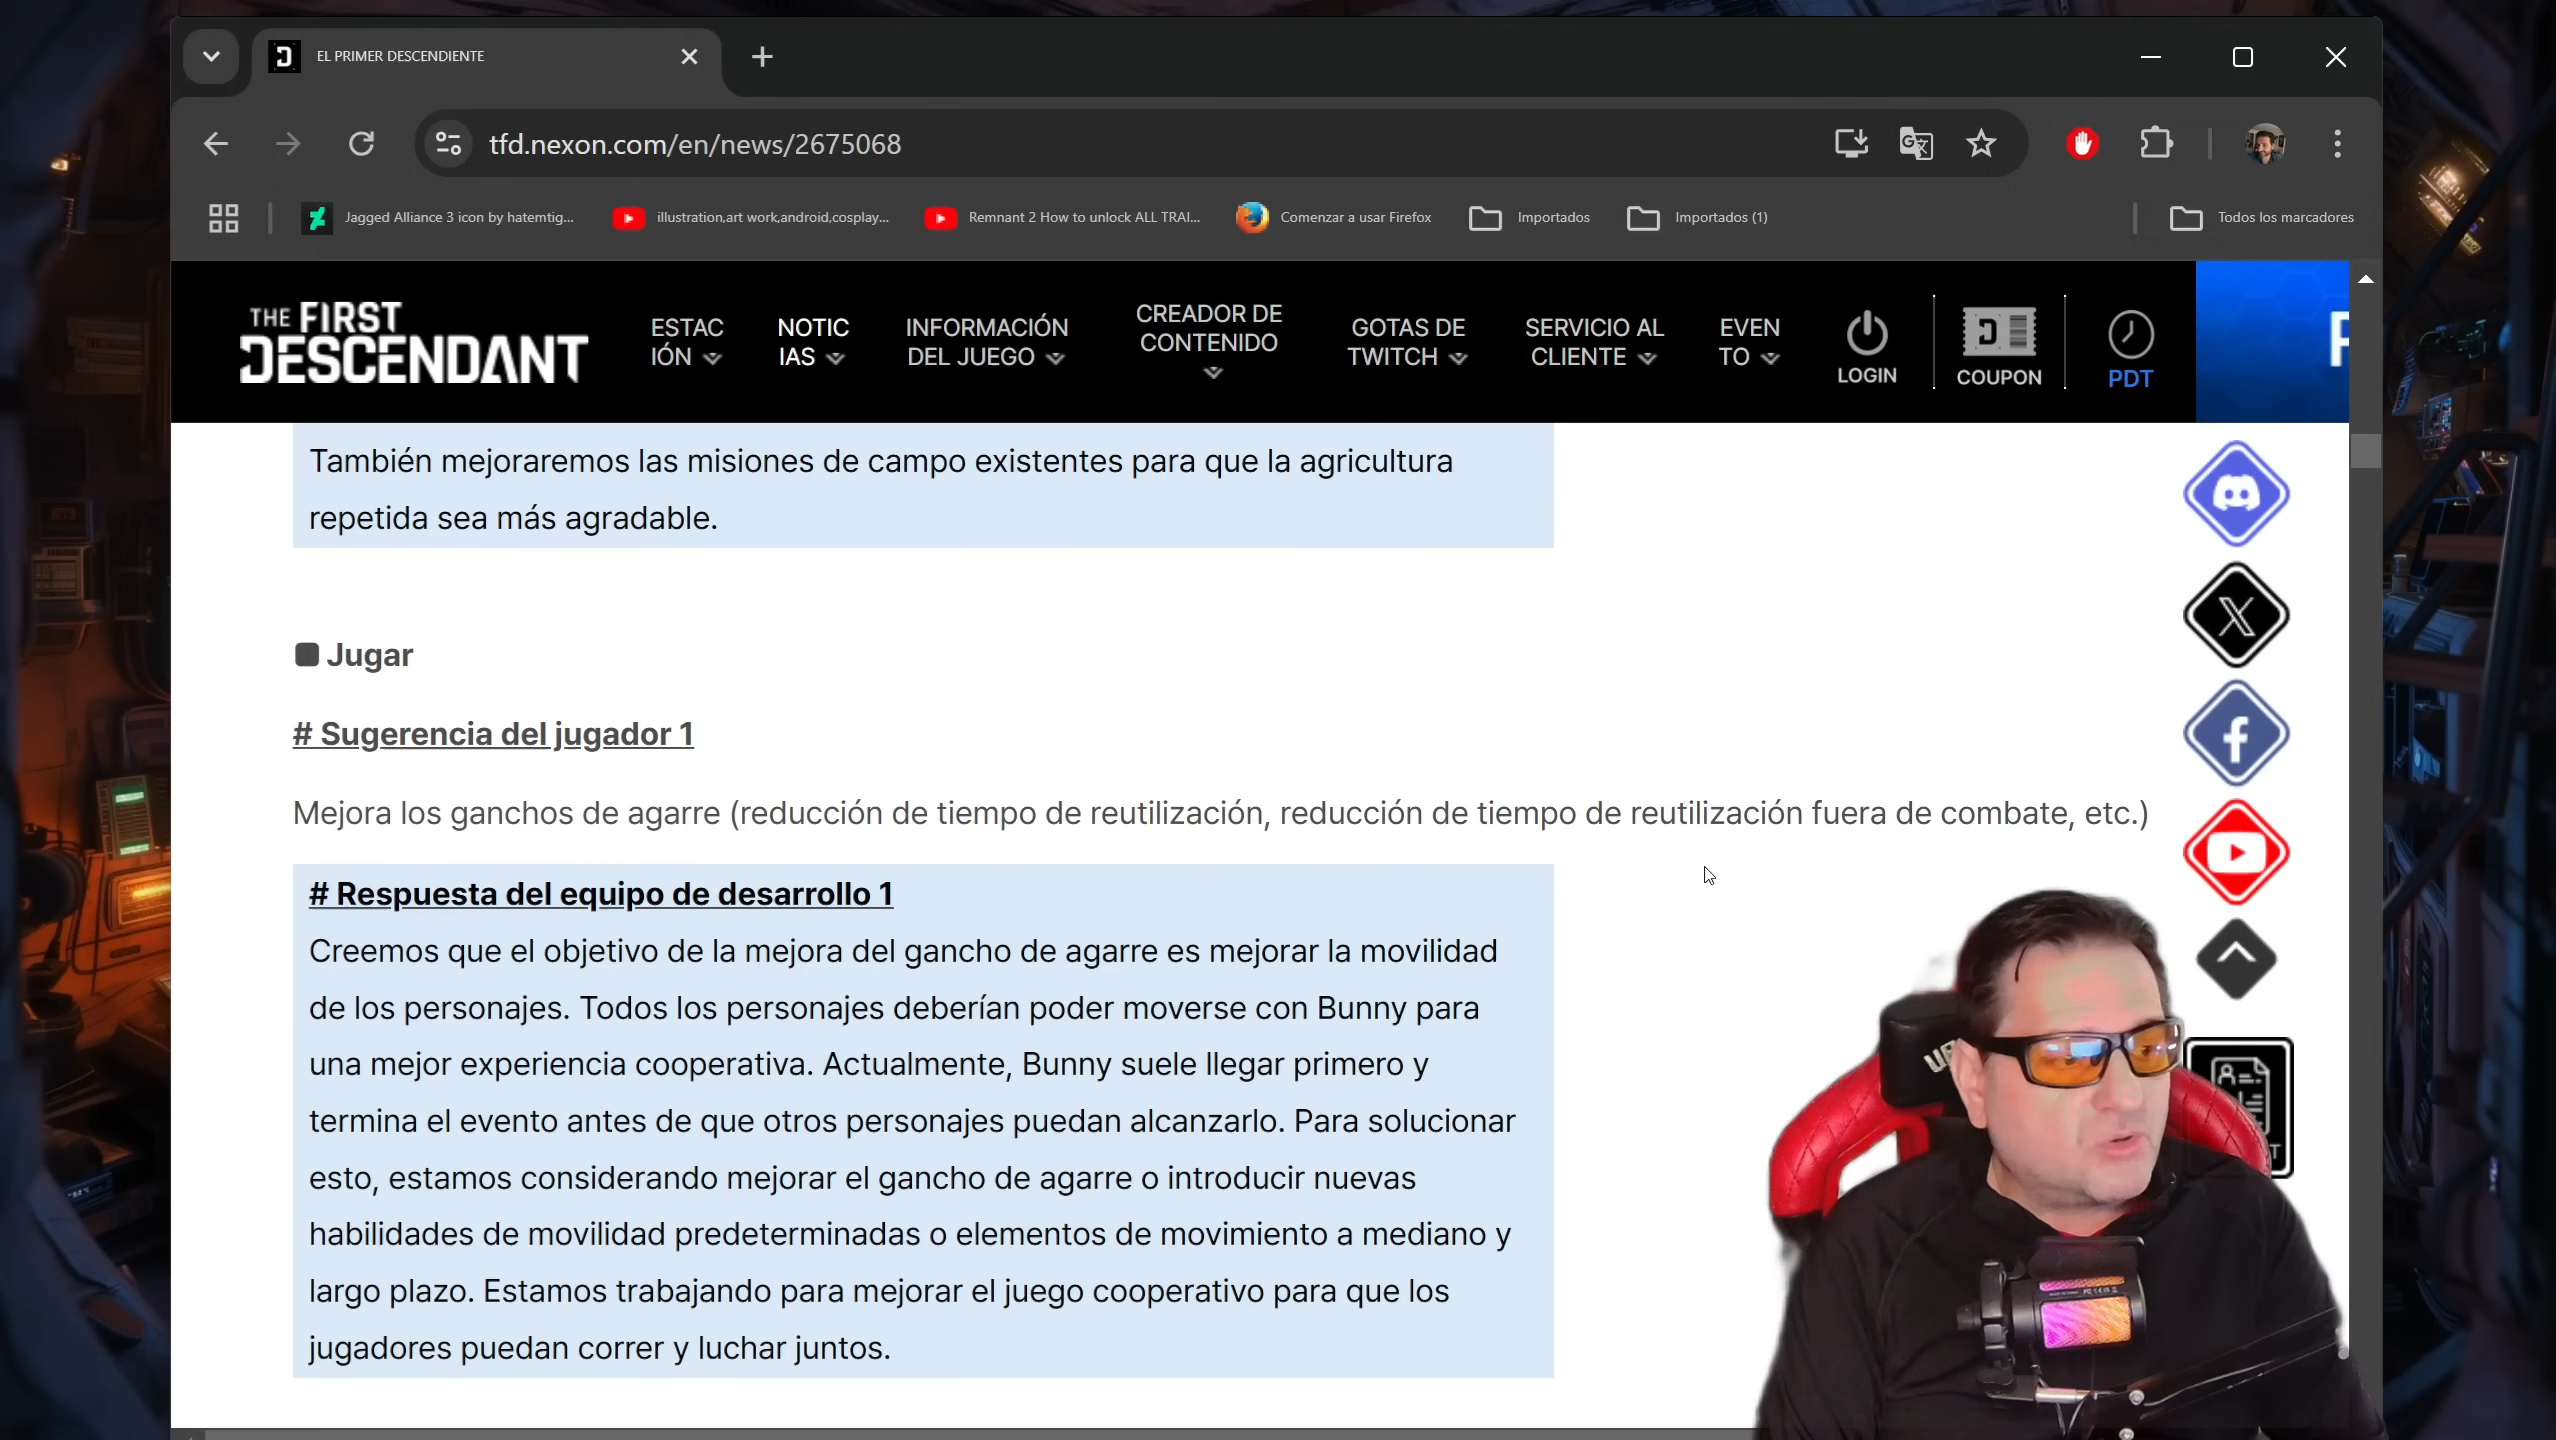 EL PRIMER DESCENDIENTE
tfd.nexon.com/en/news/2675068
Jagged Alliance 3 icon by hatemtig...
illustration,art work,android,cosplay...
Remnant 2 How to unlock ALL TRAI...
Comenzar a usar Firefox
Importados
Importados (1)
Todos los marcadores
THE FIRST
DESCENDANT
ESTAC
IÓN
NOTIC
IAS
INFORMACIÓN
DEL JUEGO
CREADOR DE
CONTENIDO
GOTAS DE
TWITCH
SERVICIO AL
CLIENTE
EVEN
TO
LOGIN
COUPON
PDT
También mejoraremos las misiones de campo existentes para que la agricultura
repetida sea más agradable.
Jugar
# Sugerencia del jugador 1
Mejora los ganchos de agarre (reducción de tiempo de reutilización, reducción de tiempo de reutilización fuera de combate, etc.)
# Respuesta del equipo de desarrollo 1
Creemos que el objetivo de la mejora del gancho de agarre es mejorar la movilidad
de los personajes. Todos los personajes deberían poder moverse con Bunny para
una mejor experiencia cooperativa. Actualmente, Bunny suele llegar primero y
termina el evento antes de que otros personajes puedan alcanzarlo. Para solucionar
esto, estamos considerando mejorar el gancho de agarre o introducir nuevas
habilidades de movilidad predeterminadas o elementos de movimiento a mediano y
largo plazo. Estamos trabajando para mejorar el juego cooperativo para que los
jugadores puedan correr y luchar juntos.